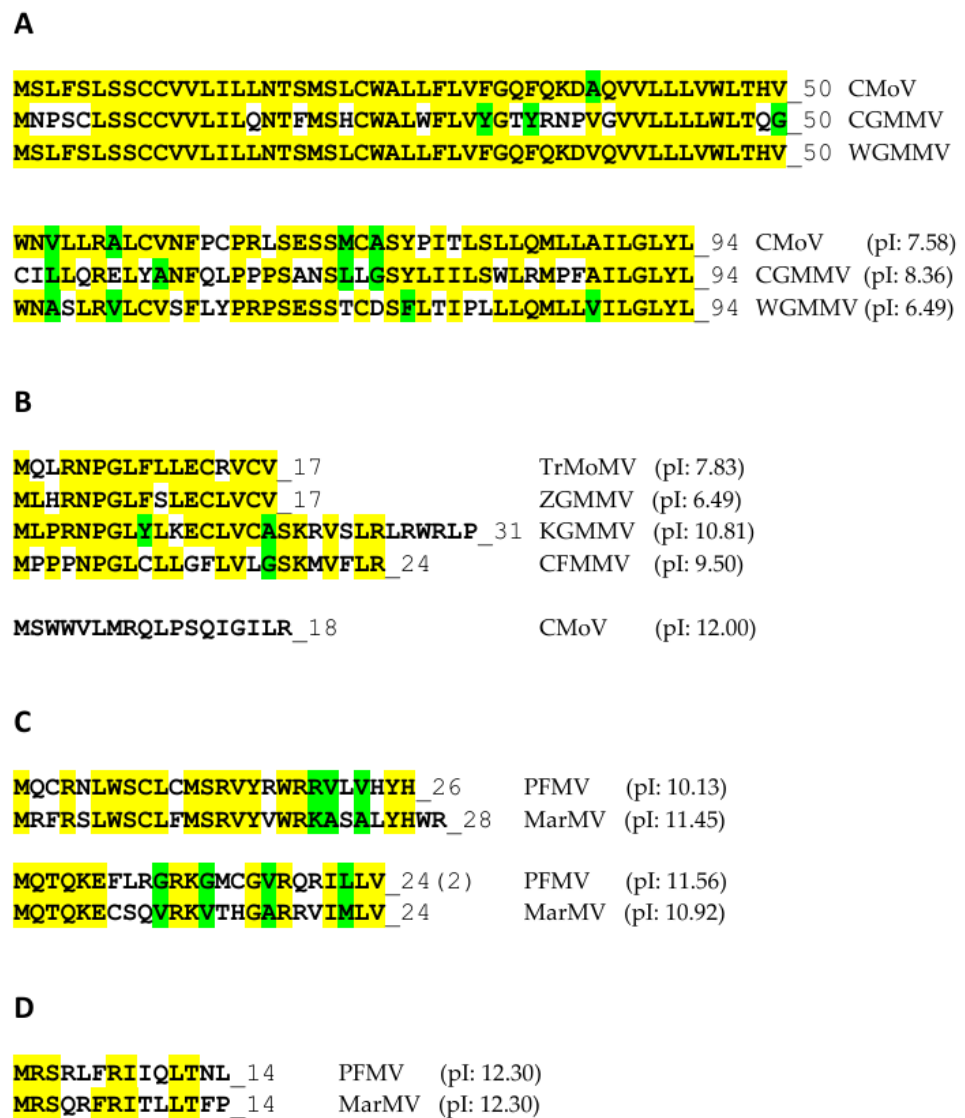 A
MSLFSLSSCCVVLILLNTSMSLCWALLFLVFGQFQKDAQVVLLLVWLTHV_50 CMoV
MNPSCLSSCCVVLILQNTFMSHCWALWFLVYGTYRNPVGVVLLLLWLTQG_50 CGMMV
MSLFSLSSCCVVLILLNTSMSLCWALLFLVFGQFQKDVQVVLLLVWLTHV_50 WGMMV
WNVLLRALCVNFPCPRLSESSMCASYPITLSLLQMLLAILGLYL_94 CMoV (pI: 7.58)
CILLQRELYANFQLPPPSANSLLGSYLIILSWLRMPFAILGLYL_94 CGMMV (pI: 8.36)
WNASLRVLCVSFLYPRPSESSTCDSFLTIPLLLQMLLVILGLYL_94 WGMMV (pI: 6.49)
B
MQLRNPGLFLLECRVCV_17 TrMoMV (pI: 7.83)
MLHRNPGLFSLECLVCV_17 ZGMMV (pI: 6.49)
MLPRNPGLYLKECLVCASKRVSLRLRWRLP_31 KGMMV (pI: 10.81)
MPPPNPGLCLLGFLVLGSKMVFLR_24 CFMMV (pI: 9.50)
MSWWVLMRQLPSQIGILR_18 CMoV (pI: 12.00)
C
MQCRNLWSCLCMSRVYRWRRVLVHYH_26 PFMV (pI: 10.13)
MRFRSLWSCLFMSRVYVWRKASALYHWR_28 MarMV (pI: 11.45)
MQTQKEFLRGRKGMCGVRQRILLV_24(2) PFMV (pI: 11.56)
MQTQKECSQVRKVTHGARRVIMLV_24 MarMV (pI: 10.92)
D
MRSRLFRIIQLTNL_14 PFMV (pI: 12.30)
MRSQRFRITLLTFP_14 MarMV (pI: 12.30)